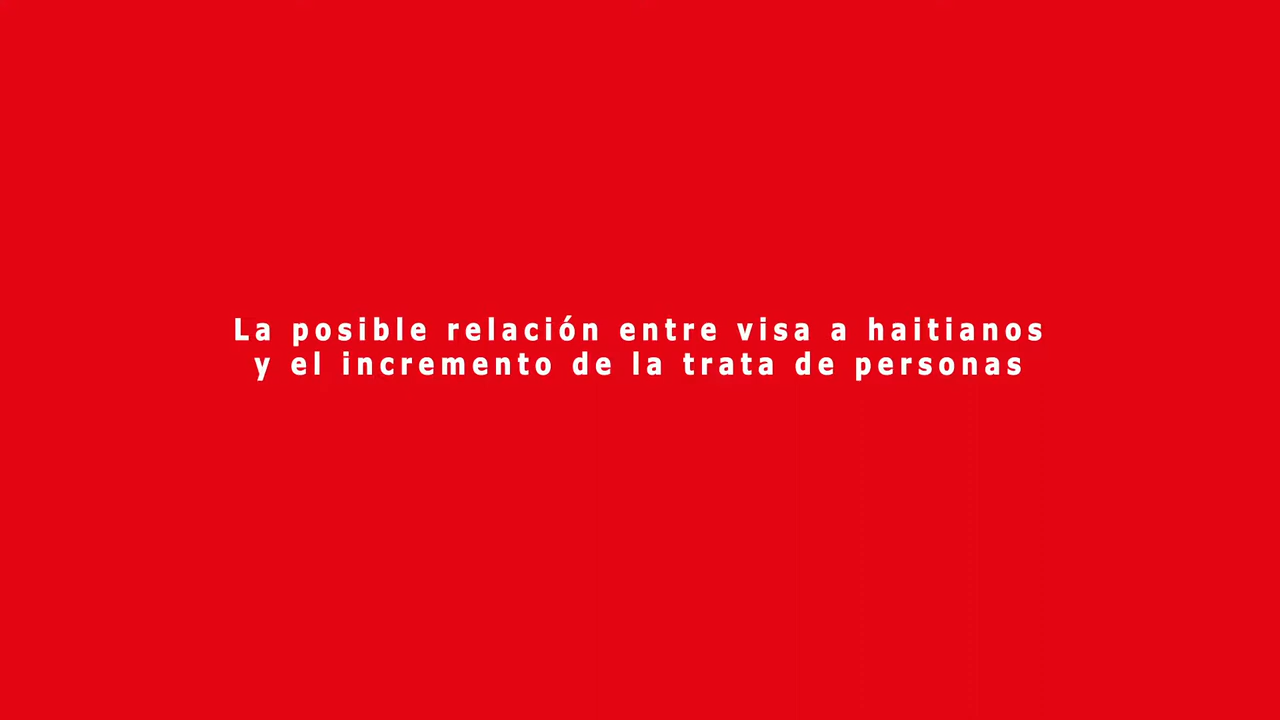 La posible relación entre visa a haitianos
y el incremento de la trata de personas